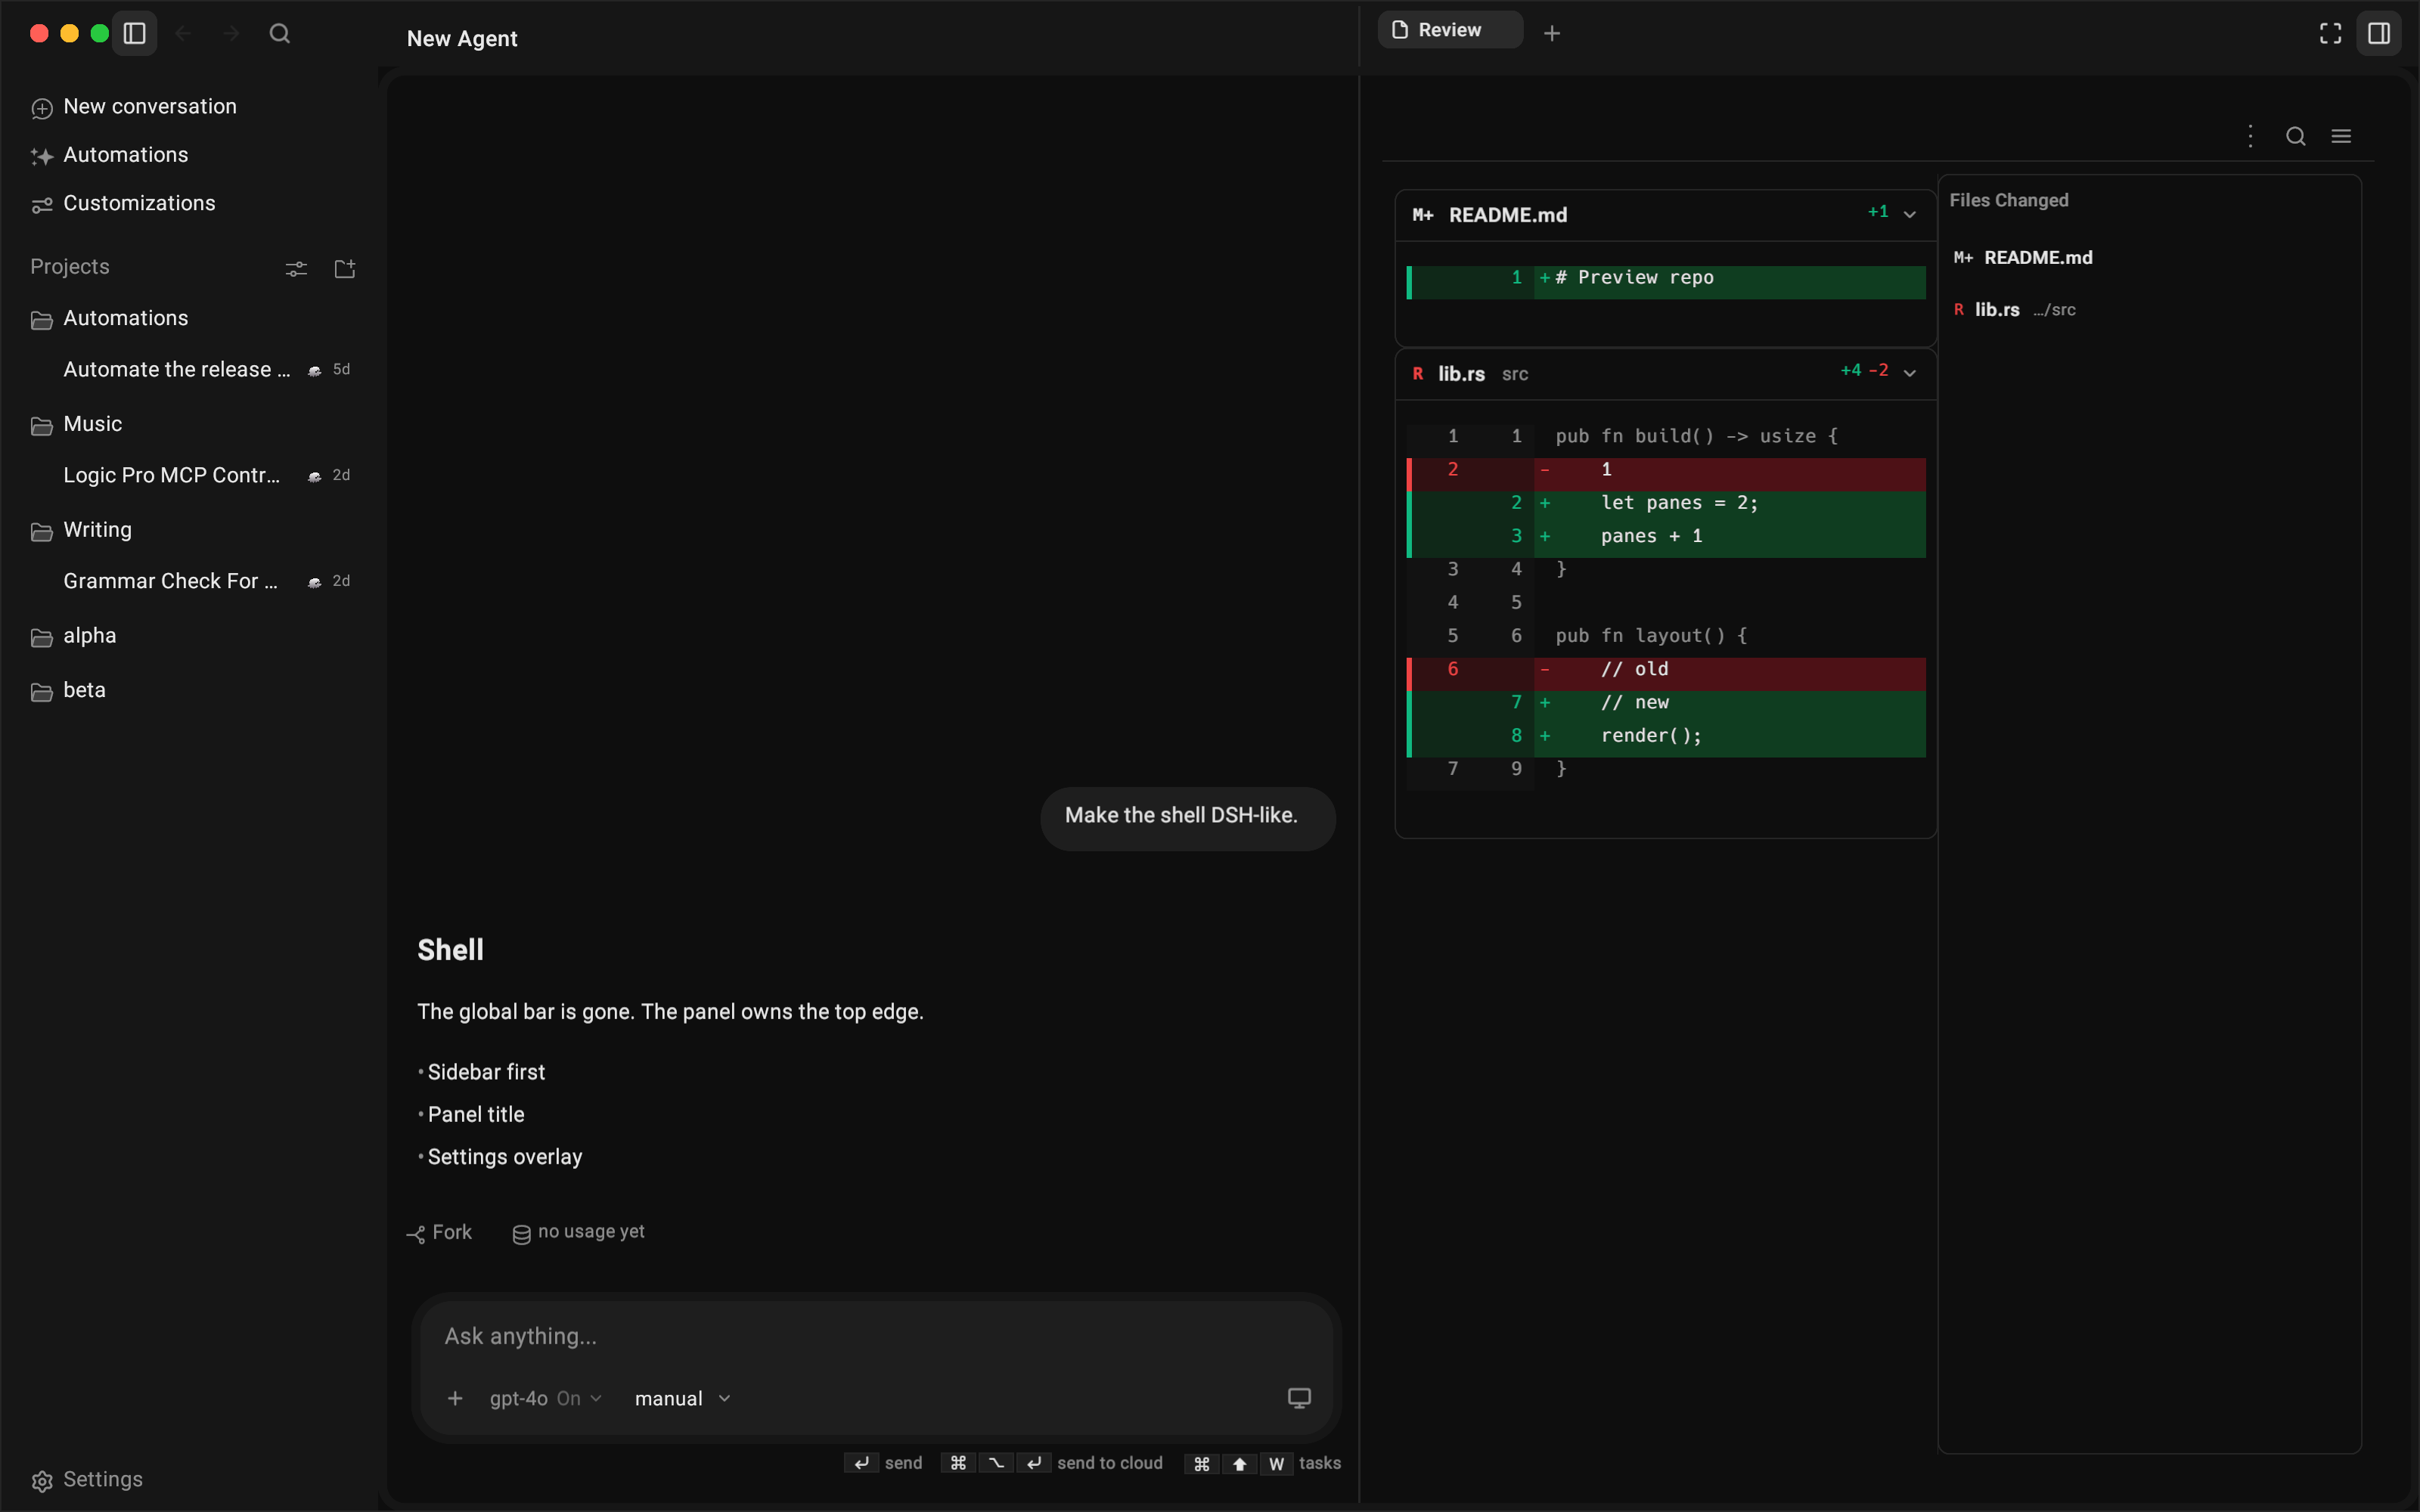 New Agent
Review
New conversation
Automations
Customizations
Projects
Automations
Automate the release ... 5d
Music
Logic Pro MCP Contr... 2d
Writing
Grammar Check For ... 2d
alpha
beta
Settings
Make the shell DSH-like.
Shell
The global bar is gone. The panel owns the top edge.
• Sidebar first
• Panel title
• Settings overlay
Fork no usage yet
Ask anything...
+ gpt-4o On manual
↵ send ⌘ ⌥ ↵ send to cloud ⌘ ⬆ W tasks
M+ README.md +1
1 +# Preview repo
R lib.rs src +4 -2
1 1 pub fn build() -> usize {
2 - 1
2 + let panes = 2;
3 + panes + 1
3 4 }
4 5
5 6 pub fn layout() {
6 - // old
7 + // new
8 + render();
7 9 }
Files Changed
M+ README.md
R lib.rs .../src